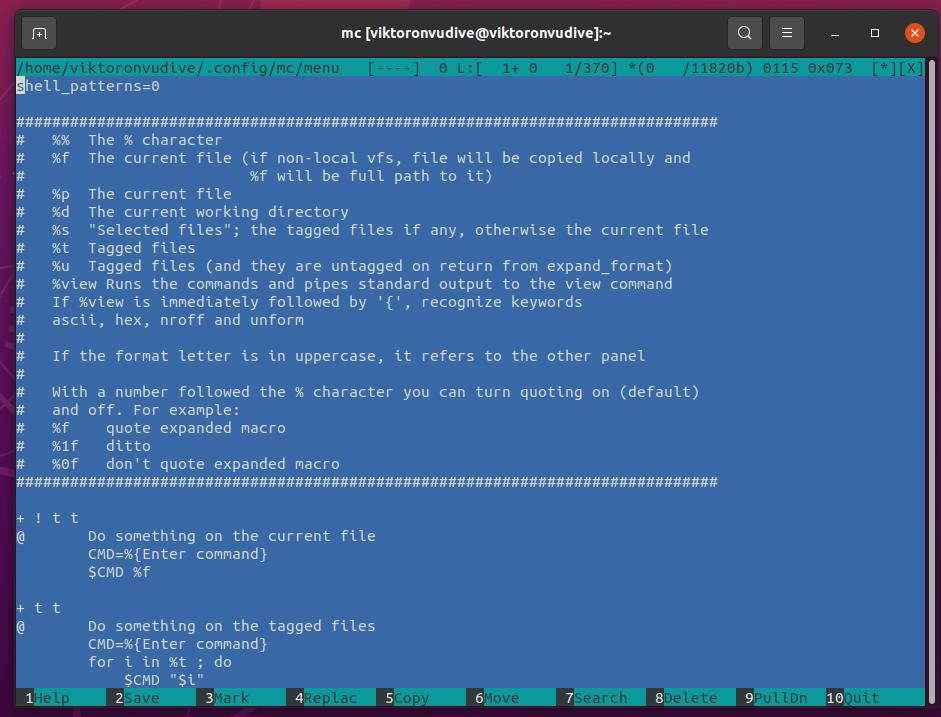 mc [viktoronvudive@viktoronvudive]:~
/home/viktoronvudive/.config/mc/menu   [----]  0 L:[  1+ 0   1/370] *(0   /11820b) 0115 0x073  [*][X]
shell_patterns=0
##############################################################################
#   %%  The % character
#   %f  The current file (if non-local vfs, file will be copied locally and
#                         %f will be full path to it)
#   %p  The current file
#   %d  The current working directory
#   %s  "Selected files"; the tagged files if any, otherwise the current file
#   %t  Tagged files
#   %u  Tagged files (and they are untagged on return from expand_format)
#   %view Runs the commands and pipes standard output to the view command
#   If %view is immediately followed by '{', recognize keywords
#   ascii, hex, nroff and unform
#
#   If the format letter is in uppercase, it refers to the other panel
#
#   With a number followed the % character you can turn quoting on (default)
#   and off. For example:
#   %f    quote expanded macro
#   %1f   ditto
#   %0f   don't quote expanded macro
##############################################################################
+ ! t t
@       Do something on the current file
        CMD=%{Enter command}
        $CMD %f
+ t t
@       Do something on the tagged files
        CMD=%{Enter command}
        for i in %t ; do
            $CMD "$i"
1Help 2Save 3Mark 4Replac 5Copy 6Move 7Search 8Delete 9PullDn 10Quit